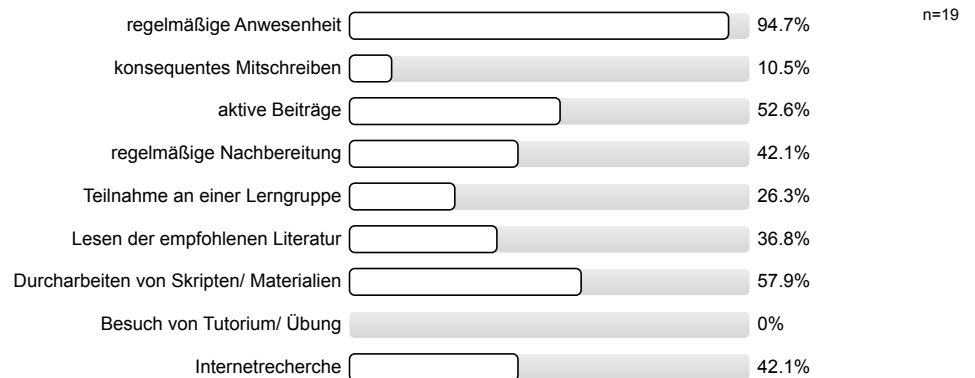 n=19
regelmäßige Anwesenheit 94.7%
konsequentes Mitschreiben 10.5%
aktive Beiträge 52.6%
regelmäßige Nachbereitung 42.1%
Teilnahme an einer Lerngruppe 26.3%
Lesen der empfohlenen Literatur 36.8%
Durcharbeiten von Skripten/ Materialien 57.9%
Besuch von Tutorium/ Übung 0%
Internetrecherche 42.1%